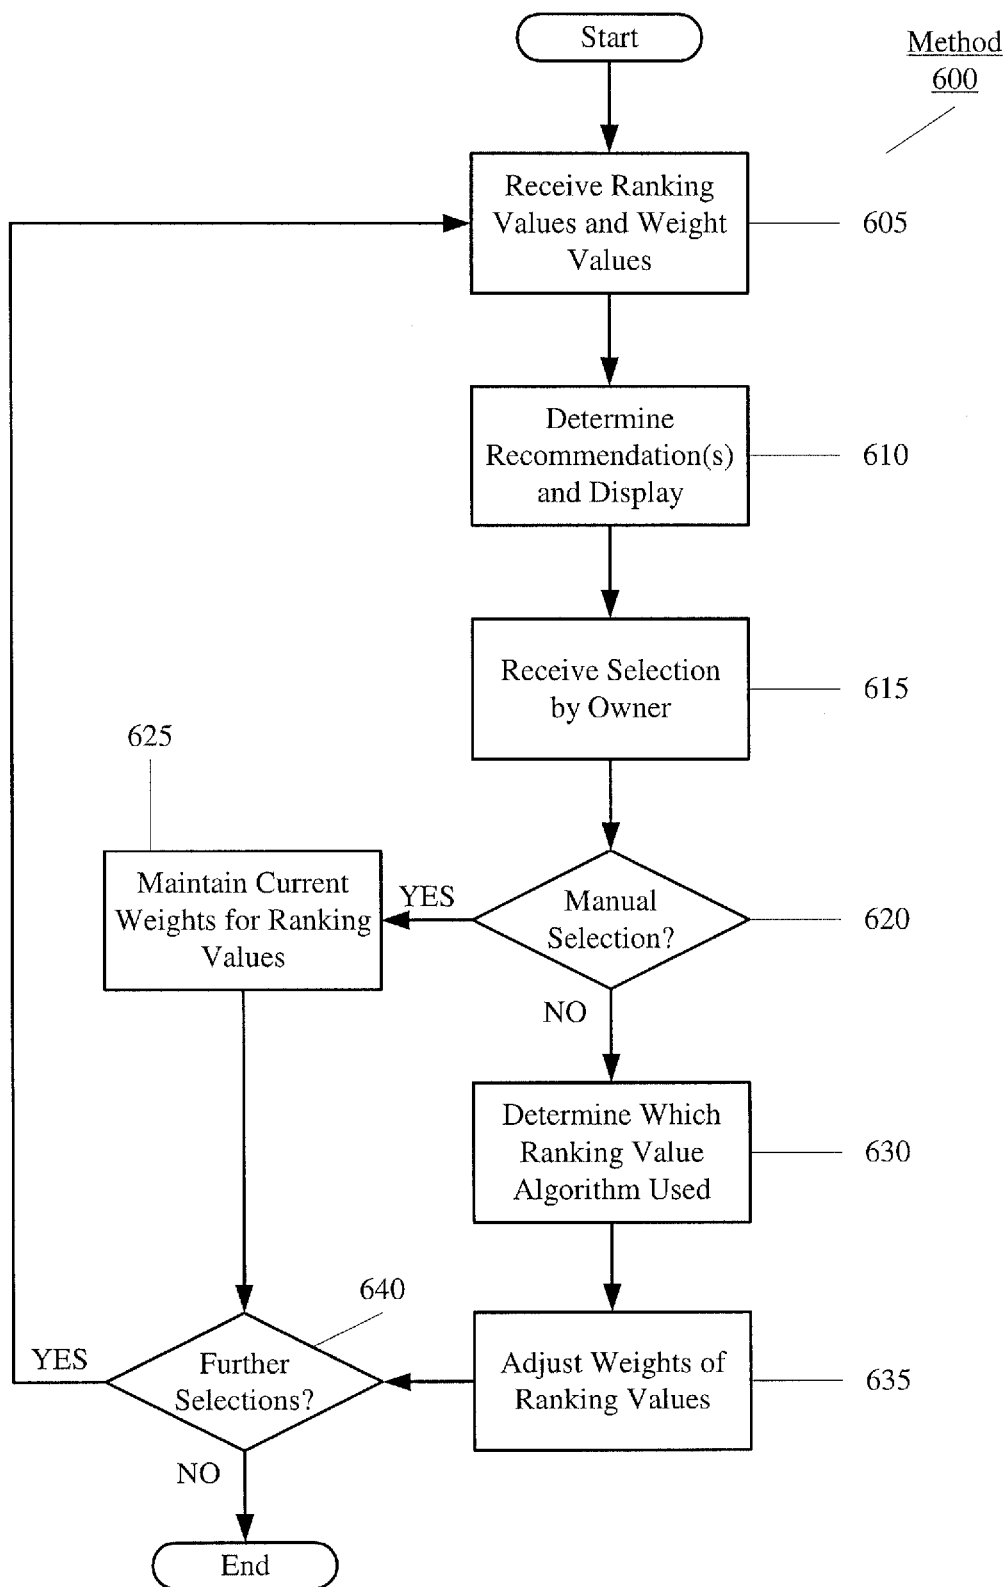 Start
Method
600
Receive Ranking
Values and Weight
Values
605
Determine
Recommendation(s)
and Display
610
Receive Selection
by Owner
615
625
Maintain Current
Weights for Ranking
Values
YES
Manual
Selection?
620
NO
Determine Which
Ranking Value
Algorithm Used
630
640
YES
Further
Selections?
Adjust Weights of
Ranking Values
635
NO
End